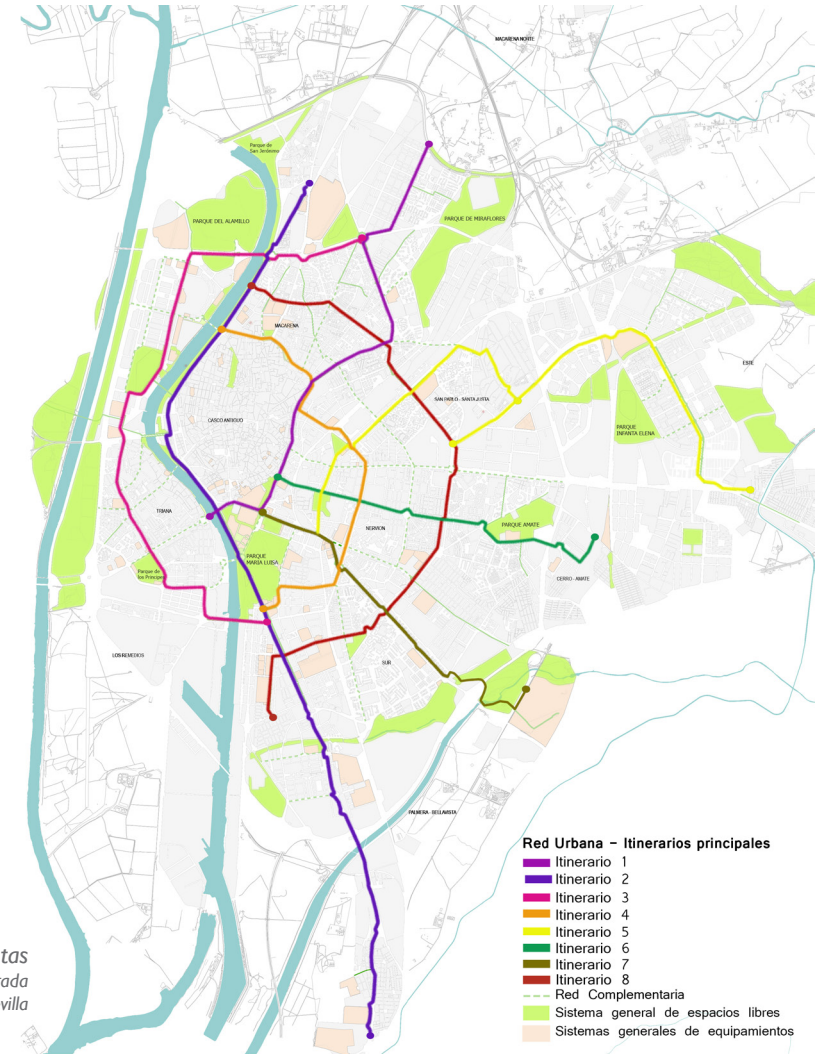 MACARENA NORTE
Parque de
San Jerónimo
PARQUE DEL ALAMILLO
PARQUE DE MIRAFLORES
MACARENA
ESTE
SAN PABLO - SANTA JUSTA
CASCO ANTIGUO
PARQUE
INFANTA ELENA
TRIANA
PARQUE AMATE
NERVION
PARQUE
MARIA LUISA
Parque de
los Principes
CERRO - AMATE
LOS REMEDIOS
SUR
PALMERA - BELLAVISTA
Red Urbana - Itinerarios principales
Itinerario 1
Itinerario 2
Itinerario 3
Itinerario 4
Itinerario 5
Itinerario 6
Itinerario 7
Itinerario 8
Red Complementaria
Sistema general de espacios libres
Sistemas generales de equipamientos
tas
rada
villa